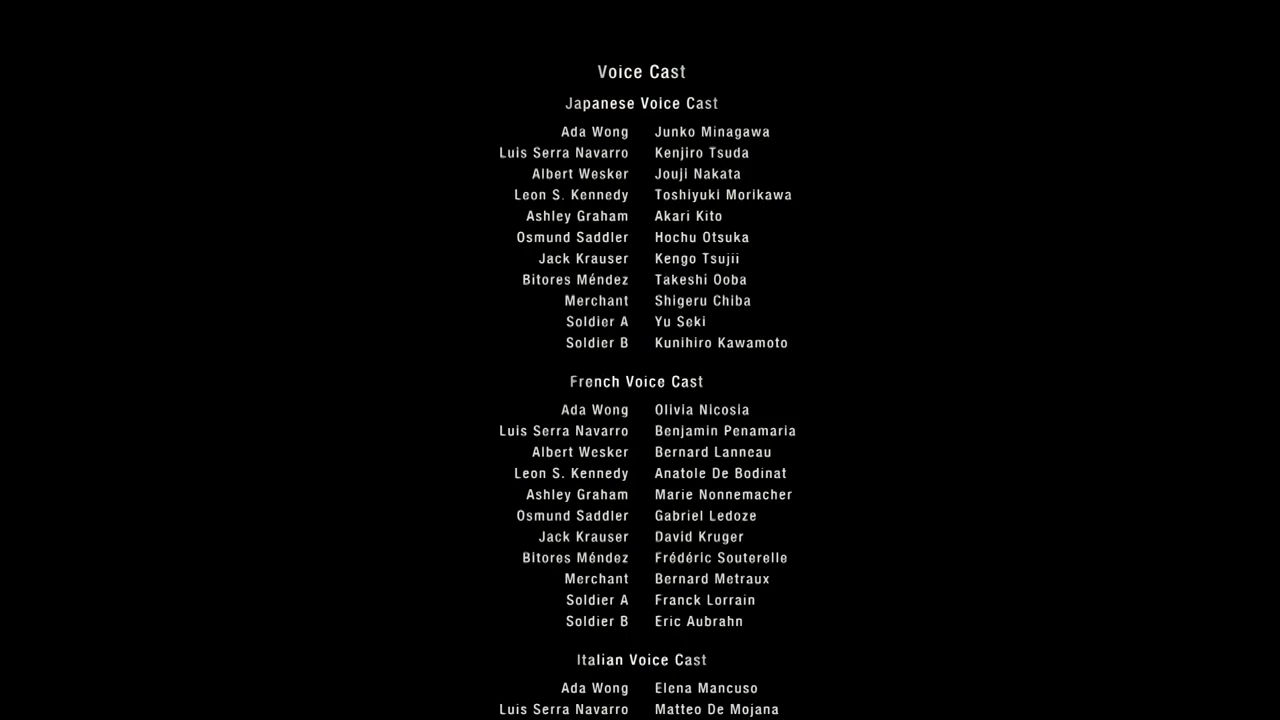 Voice Cast
Japanese Voice Cast
Ada Wong Junko Minagawa
Luis Serra Navarro Kenjiro Tsuda
Albert Wesker Jouji Nakata
Leon S. Kennedy Toshiyuki Morikawa
Ashley Graham Akari Kito
Osmund Saddler Hochu Otsuka
Jack Krauser Kengo Tsujii
Bitores Méndez Takeshi Ooba
Merchant Shigeru Chiba
Soldier A Yu Seki
Soldier B Kunihiro Kawamoto
French Voice Cast
Ada Wong Olivia Nicosia
Luis Serra Navarro Benjamin Penamaria
Albert Wesker Bernard Lanneau
Leon S. Kennedy Anatole De Bodinat
Ashley Graham Marie Nonnemacher
Osmund Saddler Gabriel Ledoze
Jack Krauser David Kruger
Bitores Méndez Frédéric Souterelle
Merchant Bernard Metraux
Soldier A Franck Lorrain
Soldier B Eric Aubrahn
Italian Voice Cast
Ada Wong Elena Mancuso
Luis Serra Navarro Matteo De Mojana